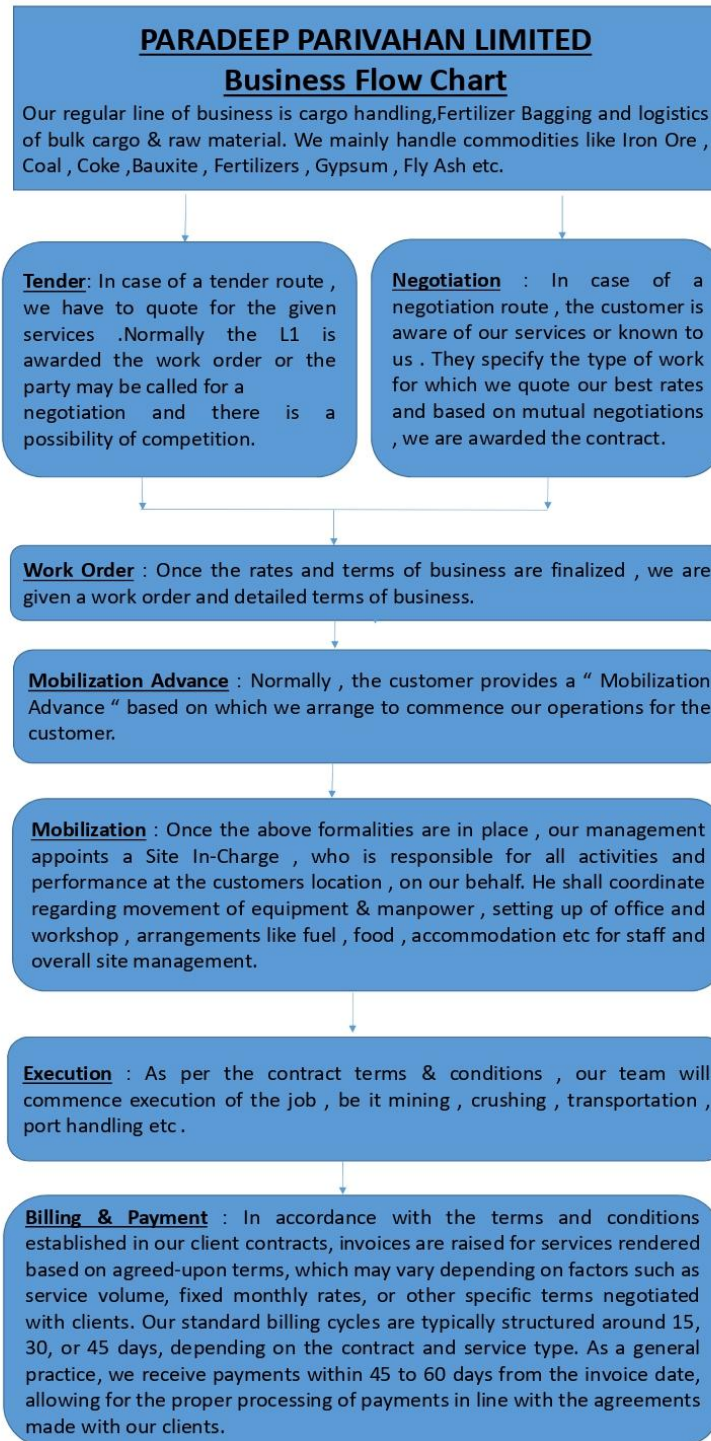 PARADEEP PARIVAHAN LIMITED
Business Flow Chart
Our regular line of business is cargo handling,Fertilizer Bagging and logistics
of bulk cargo & raw material. We mainly handle commodities like Iron Ore ,
Coal , Coke ,Bauxite , Fertilizers , Gypsum , Fly Ash etc.
Tender: In case of a tender route ,
we have to quote for the given
services .Normally the L1 is
awarded the work order or the
party may be called for a
negotiation and there is a
possibility of competition.
Negotiation : In case of a
negotiation route , the customer is
aware of our services or known to
us . They specify the type of work
for which we quote our best rates
and based on mutual negotiations
, we are awarded the contract.
Work Order : Once the rates and terms of business are finalized , we are
given a work order and detailed terms of business.
Mobilization Advance : Normally , the customer provides a “ Mobilization
Advance “ based on which we arrange to commence our operations for the
customer.
Mobilization : Once the above formalities are in place , our management
appoints a Site In-Charge , who is responsible for all activities and
performance at the customers location , on our behalf. He shall coordinate
regarding movement of equipment & manpower , setting up of office and
workshop , arrangements like fuel , food , accommodation etc for staff and
overall site management.
Execution : As per the contract terms & conditions , our team will
commence execution of the job , be it mining , crushing , transportation ,
port handling etc .
Billing & Payment : In accordance with the terms and conditions
established in our client contracts, invoices are raised for services rendered
based on agreed-upon terms, which may vary depending on factors such as
service volume, fixed monthly rates, or other specific terms negotiated
with clients. Our standard billing cycles are typically structured around 15,
30, or 45 days, depending on the contract and service type. As a general
practice, we receive payments within 45 to 60 days from the invoice date,
allowing for the proper processing of payments in line with the agreements
made with our clients.